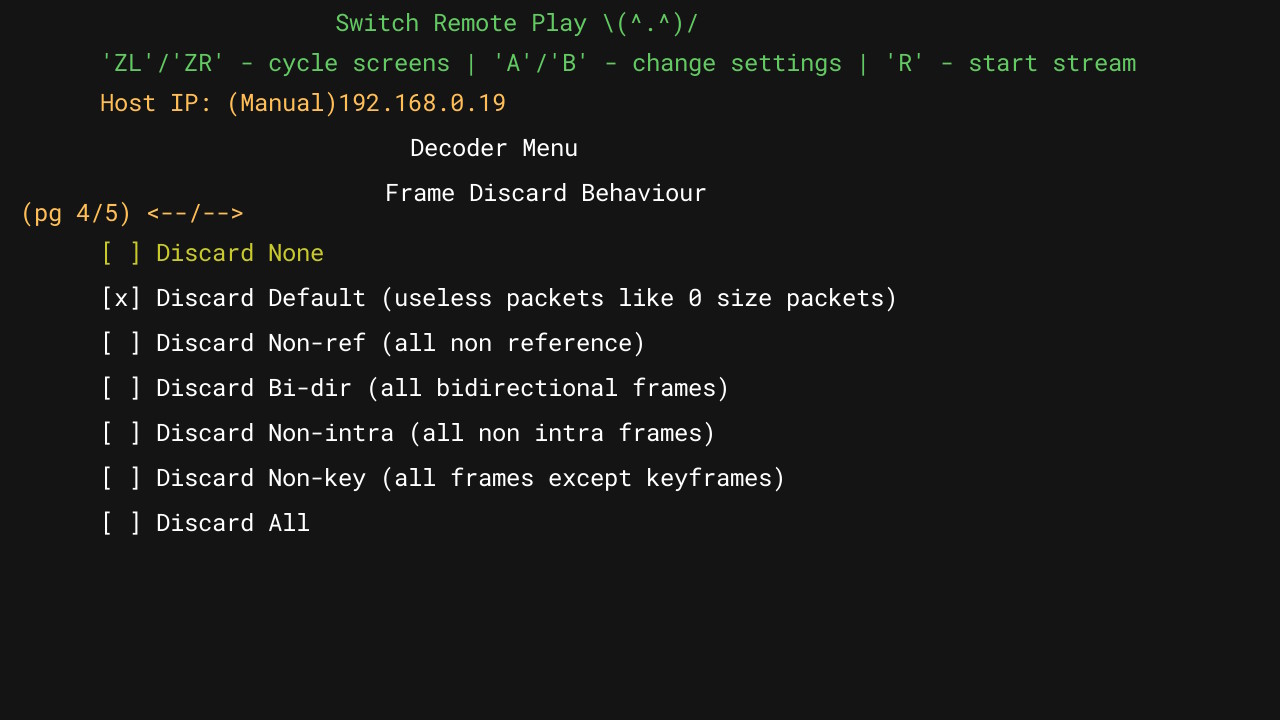 Switch Remote Play \(^.^)/
'ZL'/'ZR' - cycle screens | 'A'/'B' - change settings | 'R' - start stream
Host IP: (Manual)192.168.0.19
Decoder Menu
Frame Discard Behaviour
(pg 4/5) <--/-->
[ ] Discard None
[x] Discard Default (useless packets like 0 size packets)
[ ] Discard Non-ref (all non reference)
[ ] Discard Bi-dir (all bidirectional frames)
[ ] Discard Non-intra (all non intra frames)
[ ] Discard Non-key (all frames except keyframes)
[ ] Discard All